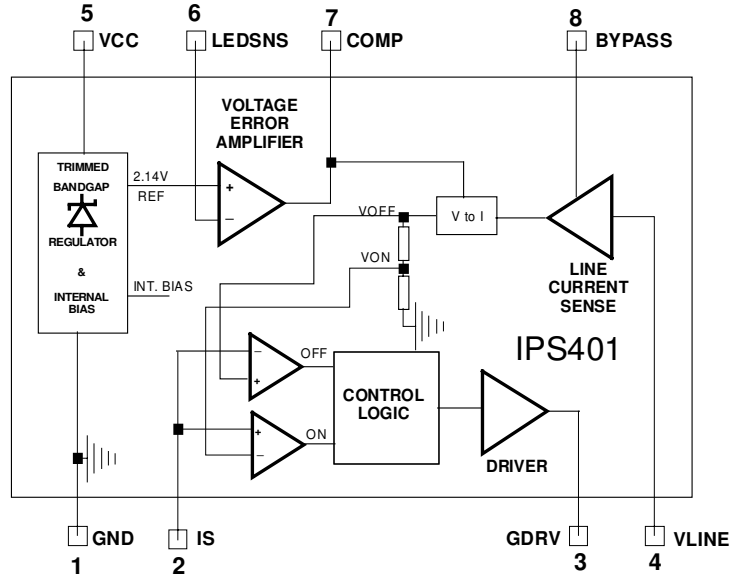 5 6 7 8
VCC LEDSNS COMP BYPASS
VOLTAGE
ERROR
AMPLIFIER
TRIMMED
BANDGAP
REGULATOR
&
INTERNAL
BIAS
2.14V
REF
INT. BIAS
+
−
VOFF
VON
V to I
LINE
CURRENT
SENSE
IPS401
−
+
OFF
+
−
ON
CONTROL
LOGIC
DRIVER
GND IS GDRV VLINE
1 2 3 4